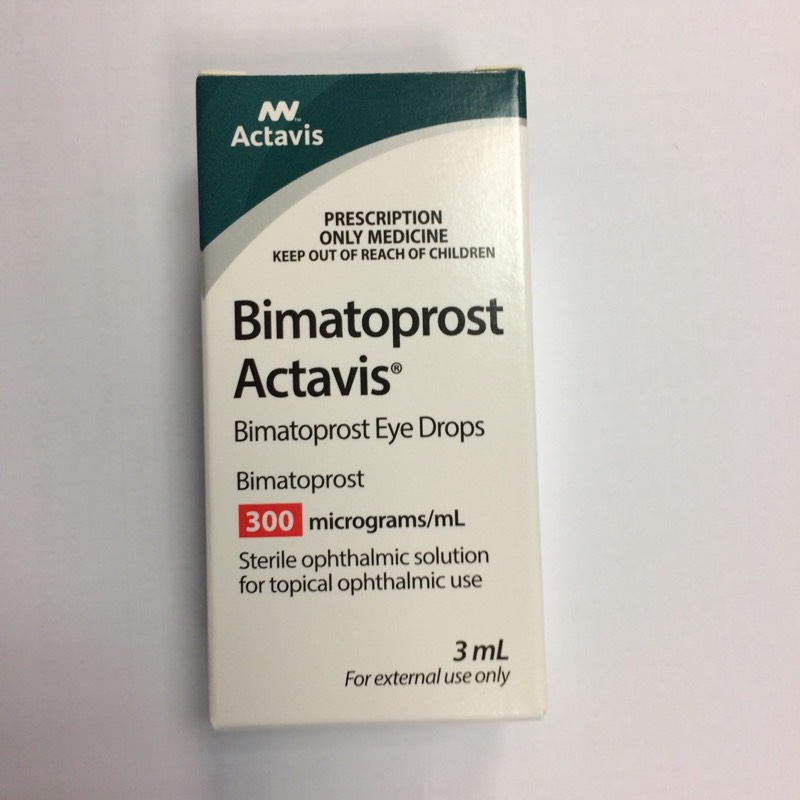 Actavis
PRESCRIPTION
ONLY MEDICINE
KEEP OUT OF REACH OF CHILDREN
Bimatoprost
Actavis®
Bimatoprost Eye Drops
Bimatoprost
300 micrograms/mL
Sterile ophthalmic solution
for topical ophthalmic use
3 mL
For external use only